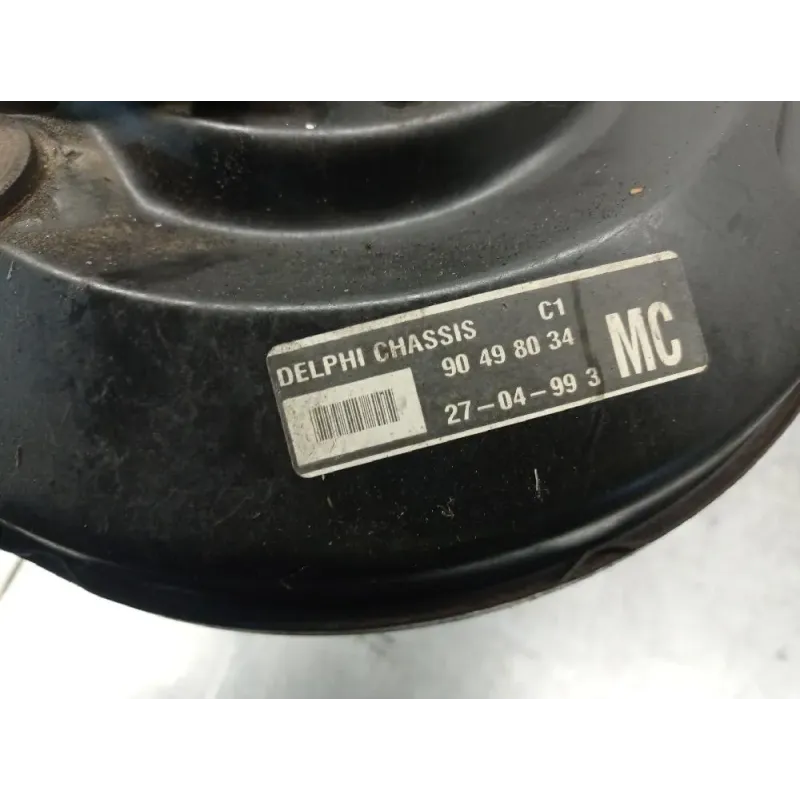 DELPHI CHASSIS C1
90 49 80 34
27-04-99 3
MC